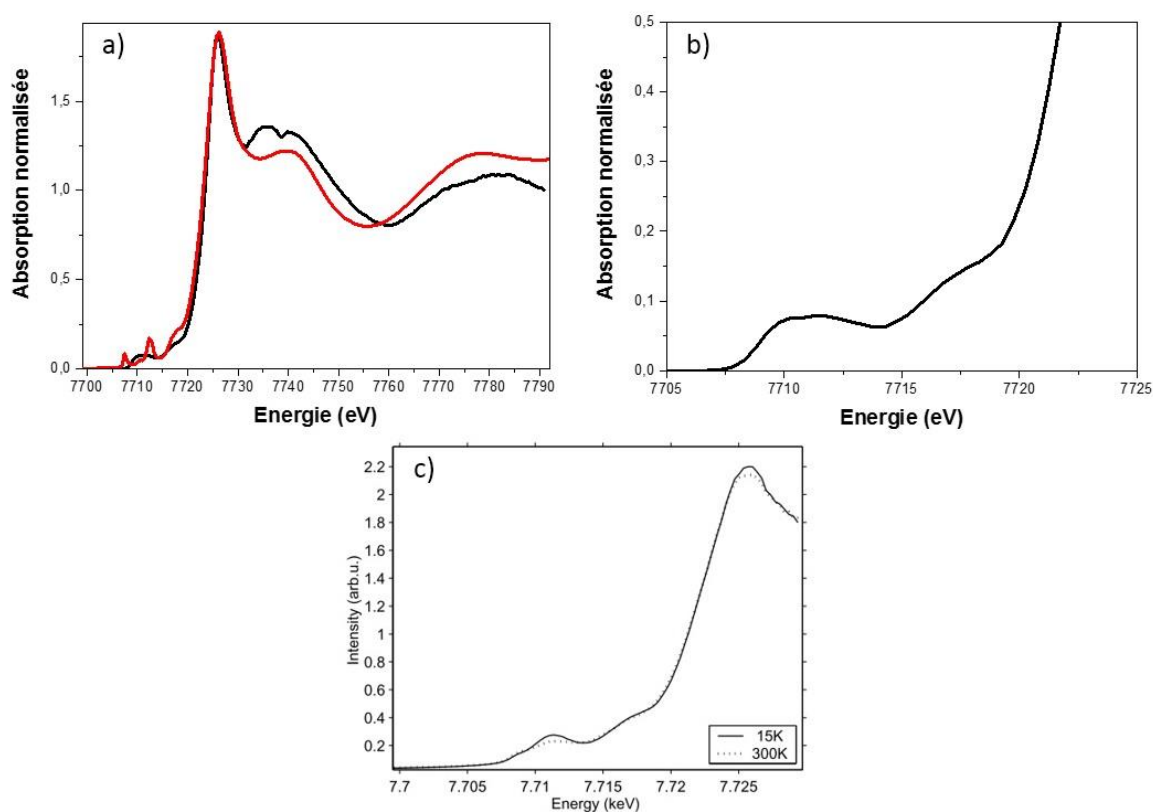 a)
Absorption normalisée
1,5
1,0
0,5
0,0
7700 7710 7720 7730 7740 7750 7760 7770 7780 7790
Energie (eV)
b)
Absorption normalisée
0,5
0,4
0,3
0,2
0,1
0,0
7705 7710 7715 7720 7725
Energie (eV)
c)
Intensity (arb.u.)
2.2
2
1.8
1.6
1.4
1.2
1
0.8
0.6
0.4
0.2
7.7 7.705 7.71 7.715 7.72 7.725
Energy (keV)
15K
300K